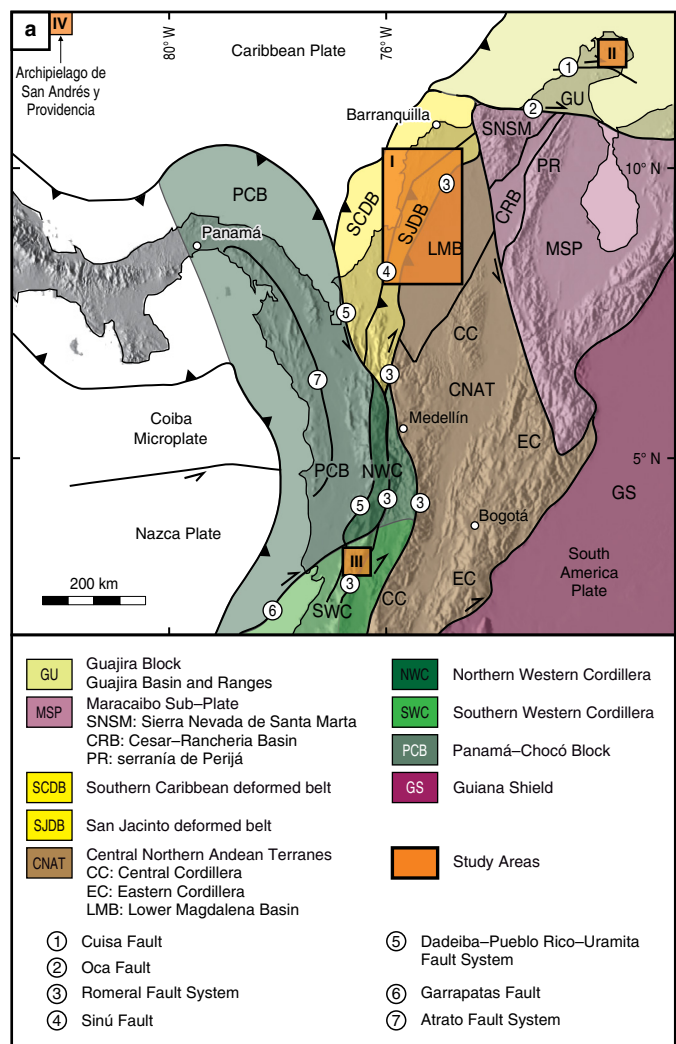 a
IV
Archipelago de
San Andrés y
Providencia
80° W
76° W
Caribbean Plate
II
1
GU
2
Barranquilla
SNSM
10° N
I
3
PR
PCB
SCDB
SJDB
CRB
Panamá
LMB
MSP
4
5
CC
3
7
CNAT
Coiba
Microplate
Medellín
EC
5° N
PCB
NWC
GS
5
3
3
Bogotá
Nazca Plate
III
South
America
Plate
200 km
3
EC
6
SWC
CC
GU
Guajira Block
Guajira Basin and Ranges
MSP
Maracaibo Sub–Plate
SNSM: Sierra Nevada de Santa Marta
CRB: Cesar–Rancheria Basin
PR: serranía de Perijá
SCDB
Southern Caribbean deformed belt
SJDB
San Jacinto deformed belt
CNAT
Central Northern Andean Terranes
CC: Central Cordillera
EC: Eastern Cordillera
LMB: Lower Magdalena Basin
NWC
Northern Western Cordillera
SWC
Southern Western Cordillera
PCB
Panamá–Chocó Block
GS
Guiana Shield
Study Areas
1 Cuisa Fault
2 Oca Fault
3 Romeral Fault System
4 Sinú Fault
5 Dadeiba–Pueblo Rico–Uramita
Fault System
6 Garrapatas Fault
7 Atrato Fault System